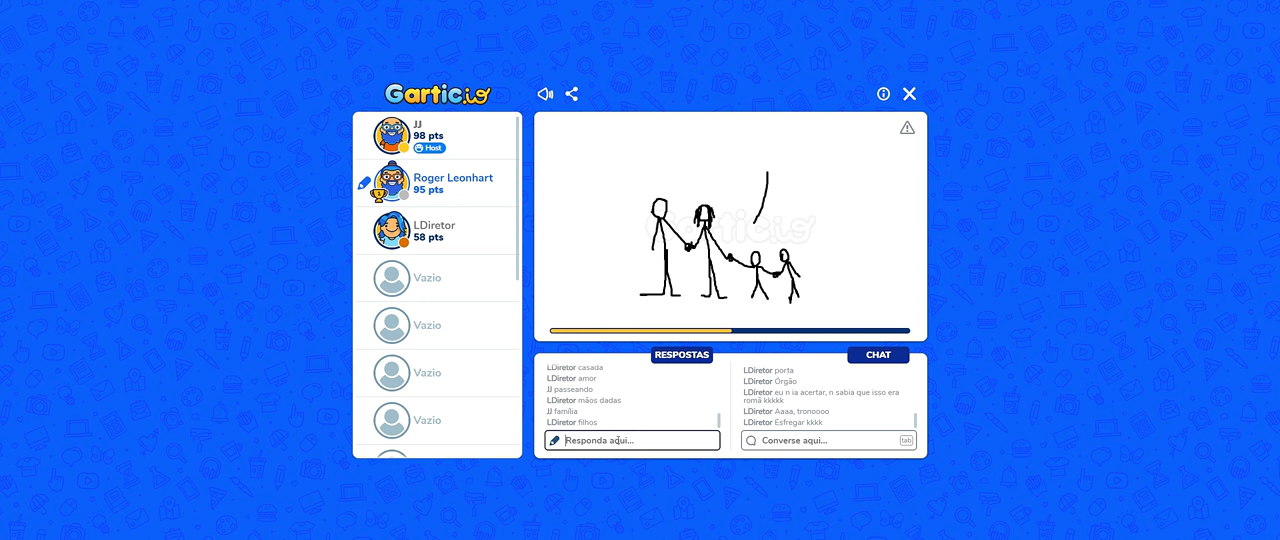 Gartic.io
JJ
98 pts
Host
Roger Leonhart
95 pts
LDiretor
58 pts
Vazio
Vazio
Vazio
Vazio
Gartic.io
RESPOSTAS
LDiretor casada
LDiretor amor
JJ passeando
LDiretor mãos dadas
JJ família
LDiretor filhos
Responda aqui...
CHAT
LDiretor porta
LDiretor Órgão
LDiretor eu n ia acertar, n sabia que isso era
romã kkkkk
LDiretor Aaaa, tronoooo
LDiretor Esfregar kkkk
Converse aqui...
tab